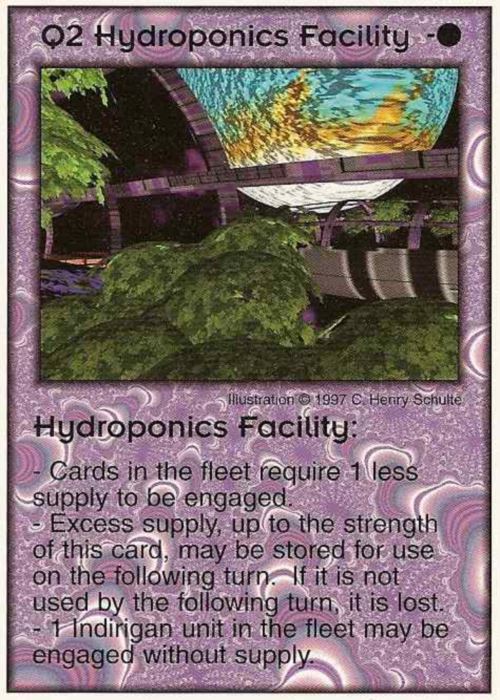 Q2 Hydroponics Facility -●
Illustration © 1997 C. Henry Schulte
Hydroponics Facility:
- Cards in the fleet require 1 less
supply to be engaged.
- Excess supply, up to the strength
of this card, may be stored for use
on the following turn. If it is not
used by the following turn, it is lost.
- 1 Indirigan unit in the fleet may be
engaged without supply.